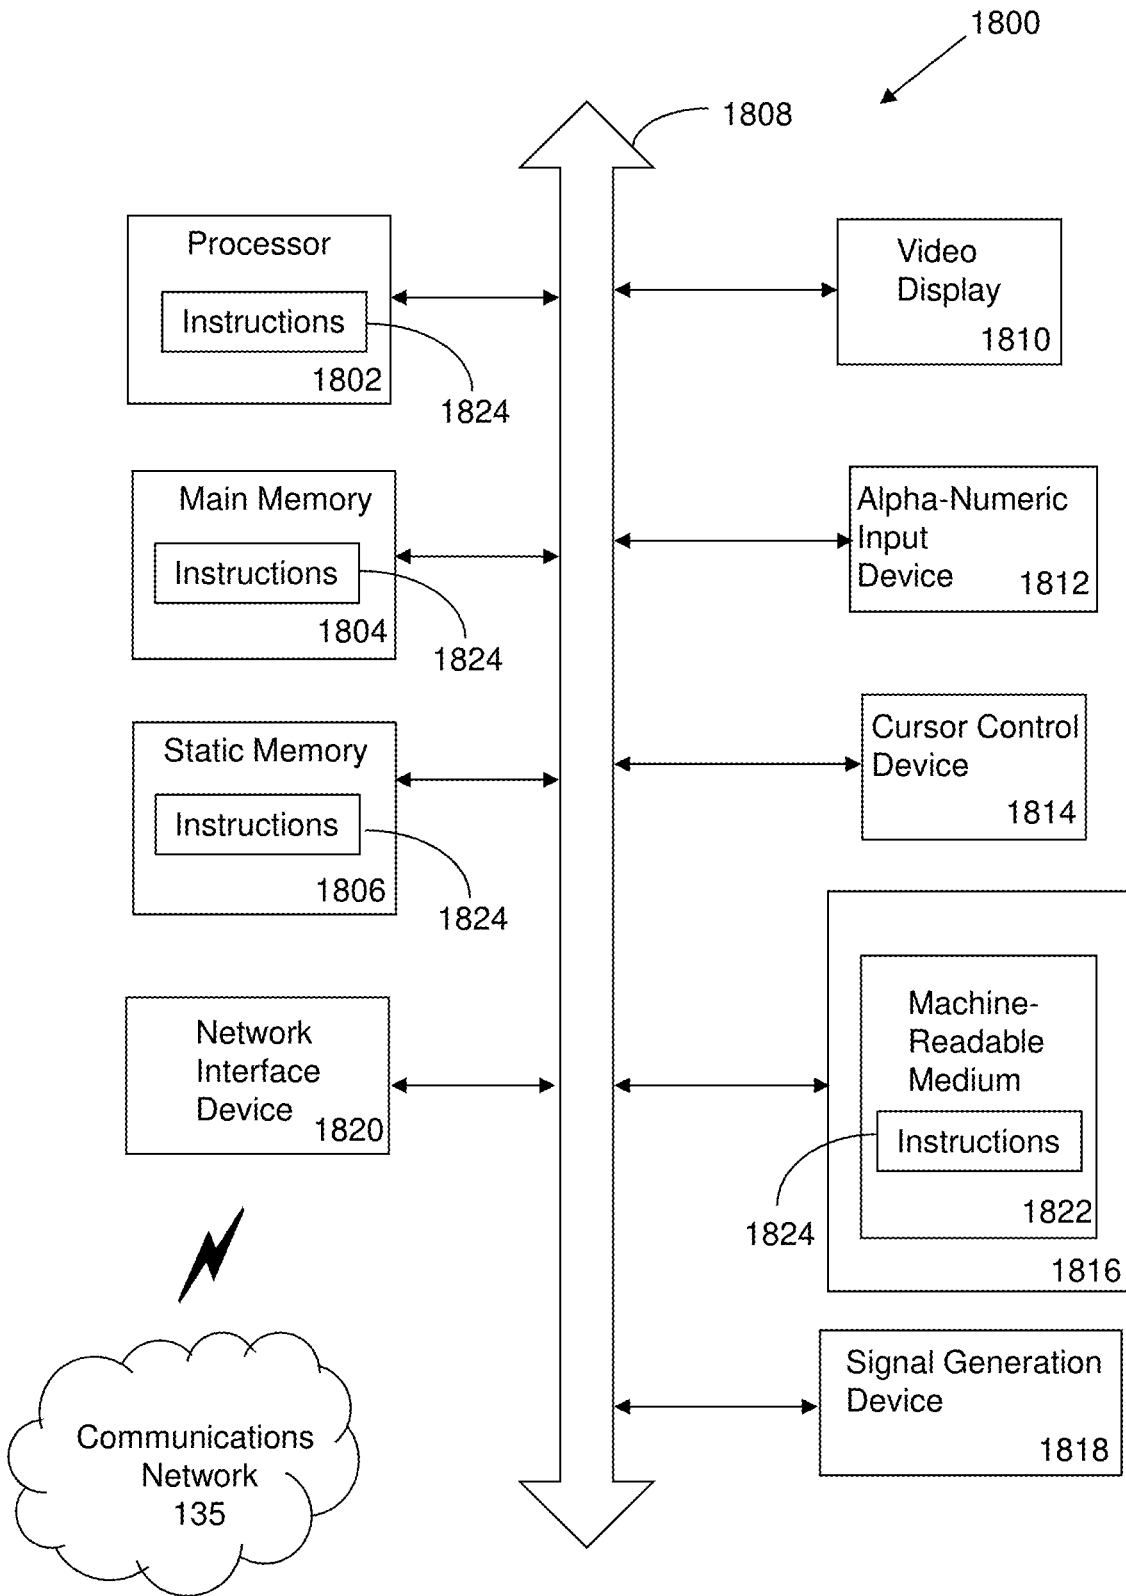 1800
1808
Processor
Instructions
1802
1824
Main Memory
Instructions
1804
1824
Static Memory
Instructions
1806
1824
Network
Interface
Device
1820
Communications
Network
135
Video
Display
1810
Alpha-Numeric
Input
Device
1812
Cursor Control
Device
1814
Machine-
Readable
Medium
Instructions
1824
1822
1816
Signal Generation
Device
1818